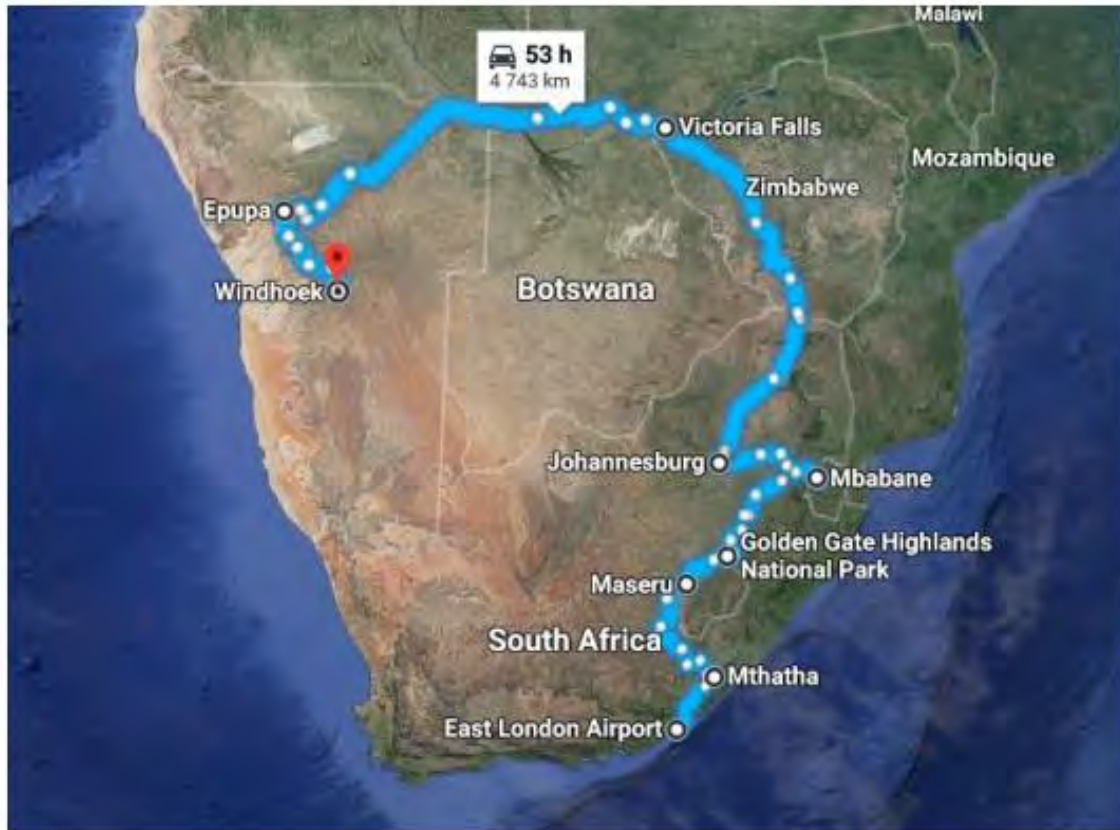 Malawi
53 h
4 743 km
Victoria Falls
Mozambique
Zimbabwe
Epupa
Windhoek
Botswana
Johannesburg
Mbabane
Golden Gate Highlands
National Park
Maseru
South Africa
Mthatha
East London Airport